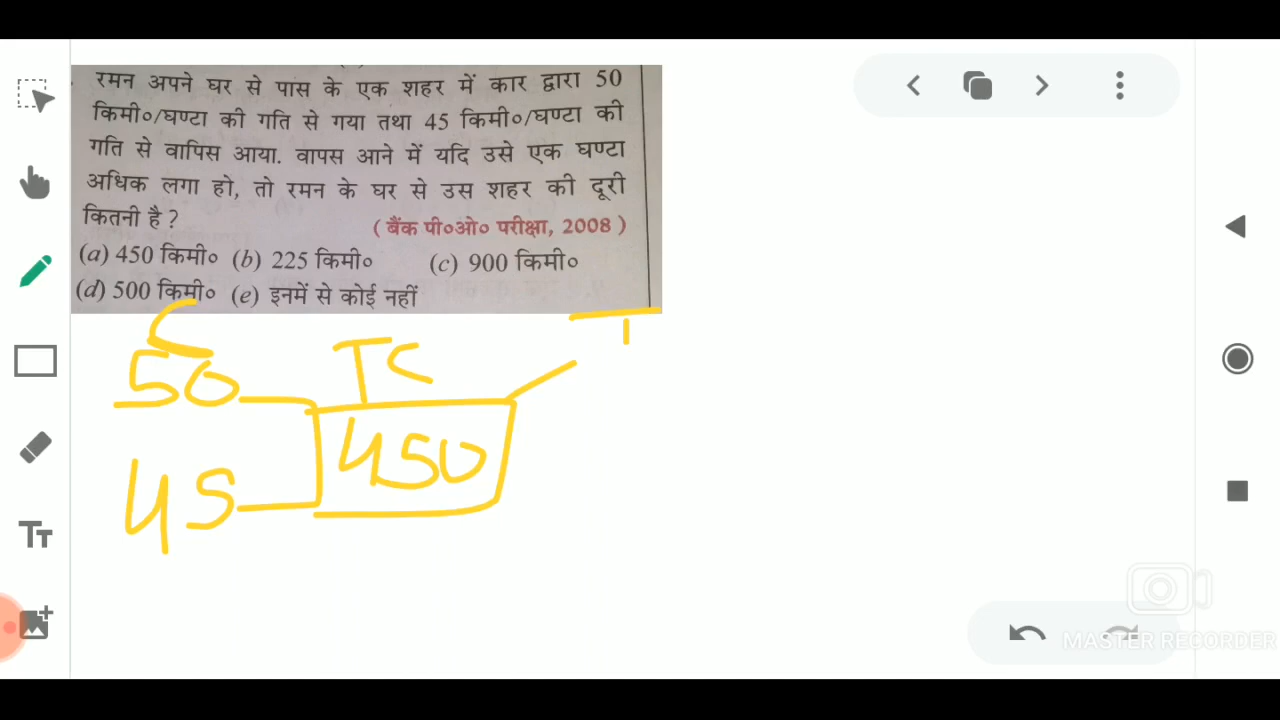 रमन अपने घर से पास के एक शहर में कार द्वारा 50
किमी०/घण्टा की गति से गया तथा 45 किमी०/घण्टा की
गति से वापिस आया. वापस आने में यदि उसे एक घण्टा
अधिक लगा हो, तो रमन के घर से उस शहर की दूरी
कितनी है ?
( बैंक पी०ओ० परीक्षा, 2008 )
(a) 450 किमी० (b) 225 किमी० (c) 900 किमी०
(d) 500 किमी० (e) इनमें से कोई नहीं
50 TC T
45 450
Tт
MASTER RECORDER